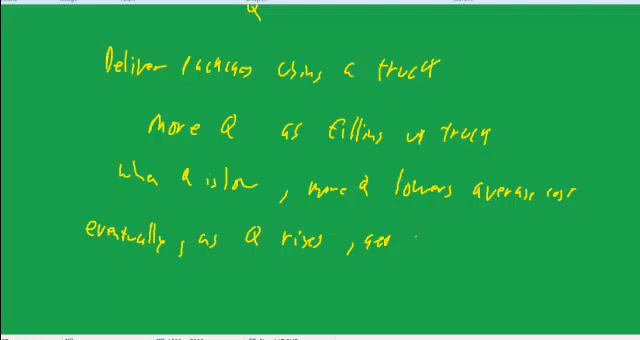 Q
Deliver packages using a truck
More Q as filling up truck
when Q is low, more Q lowers average cost
eventually, as Q rises,